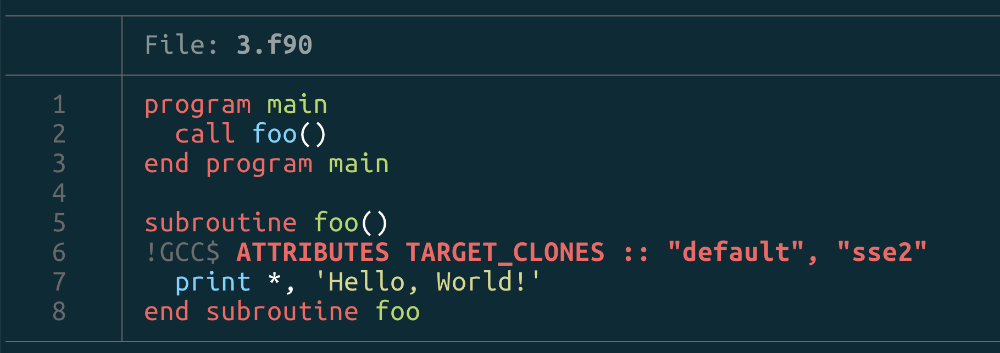 File: 3.f90
1 program main
2   call foo()
3 end program main
4
5 subroutine foo()
6 !GCC$ ATTRIBUTES TARGET_CLONES :: "default", "sse2"
7   print *, 'Hello, World!'
8 end subroutine foo